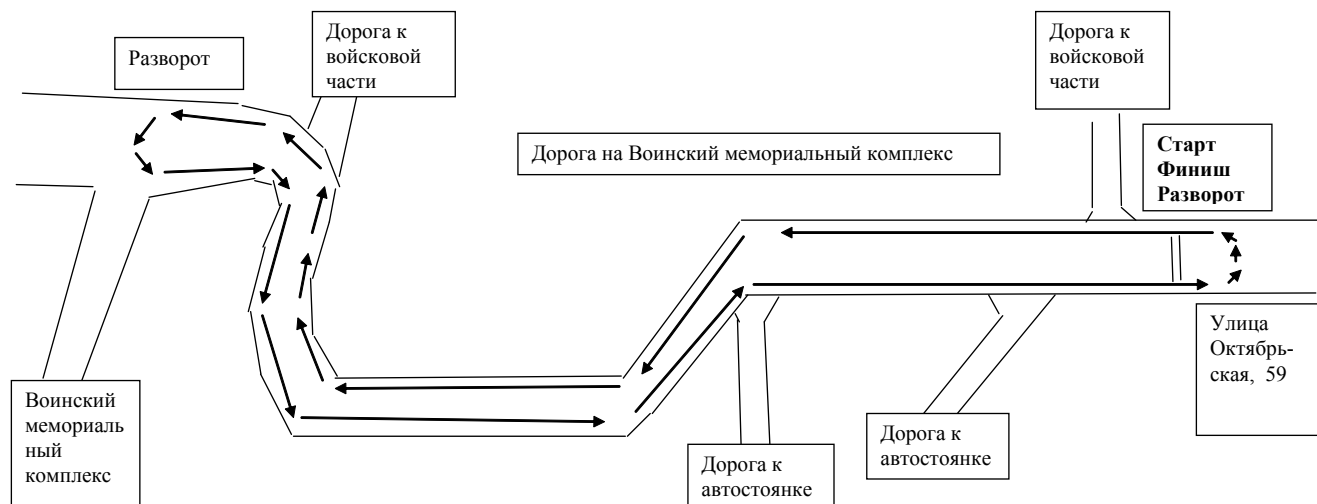 Разворот
Дорога к
войсковой
части
Дорога на Воинский мемориальный комплекс
Дорога к
войсковой
части
Старт
Финиш
Разворот
Улица
Октябрь-
ская, 59
Воинский
мемориаль
ный
комплекс
Дорога к
автостоянке
Дорога к
автостоянке